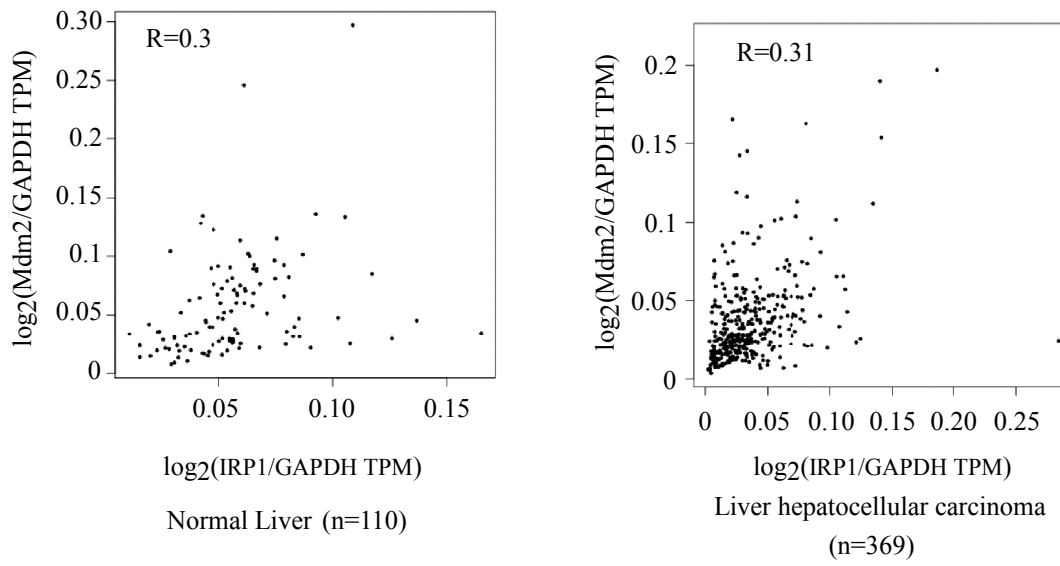 R=0.3
log2(Mdm2/GAPDH TPM)
0.30
0.25
0.2
0.15
0.1
0.05
0
0.05 0.10 0.15
log2(IRP1/GAPDH TPM)
Normal Liver (n=110)
R=0.31
log2(Mdm2/GAPDH TPM)
0.2
0.15
0.1
0.05
0
0 0.05 0.10 0.15 0.20 0.25
log2(IRP1/GAPDH TPM)
Liver hepatocellular carcinoma
(n=369)